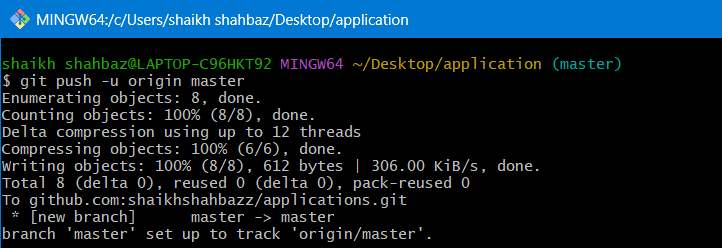 MINGW64:/c/Users/shaikh shahbaz/Desktop/application
shaikh shahbaz@LAPTOP-C96HKT92 MINGW64 ~/Desktop/application (master)
$ git push -u origin master
Enumerating objects: 8, done.
Counting objects: 100% (8/8), done.
Delta compression using up to 12 threads
Compressing objects: 100% (6/6), done.
Writing objects: 100% (8/8), 612 bytes | 306.00 KiB/s, done.
Total 8 (delta 0), reused 0 (delta 0), pack-reused 0
To github.com:shaikhshahbazz/applications.git
 * [new branch]      master -> master
branch 'master' set up to track 'origin/master'.